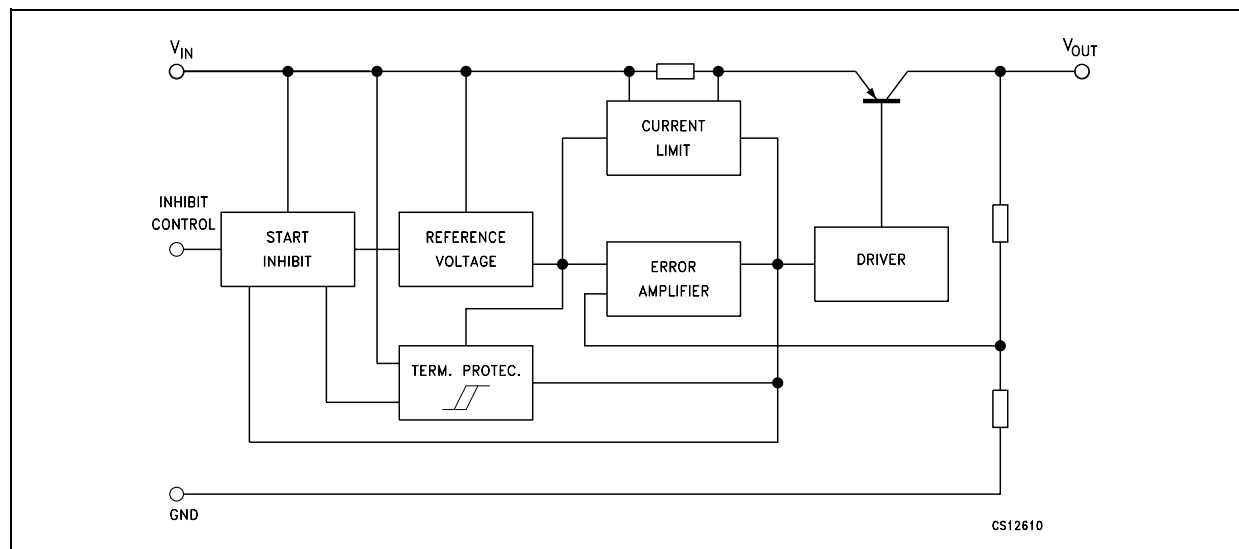 VIN
VOUT
CURRENT
LIMIT
INHIBIT
CONTROL
START
INHIBIT
REFERENCE
VOLTAGE
ERROR
AMPLIFIER
DRIVER
TERM. PROTEC.
GND
CS12610